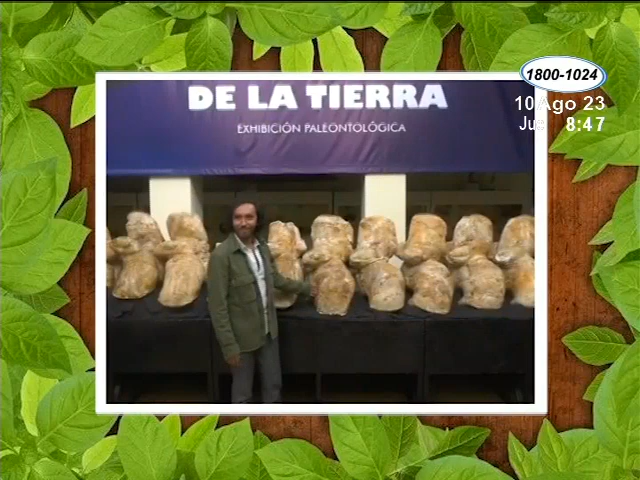 DE LA TIERRA
EXHIBICIÓN PALEONTOLÓGICA
1800-1024
10 Ago 23
Jue 8:47